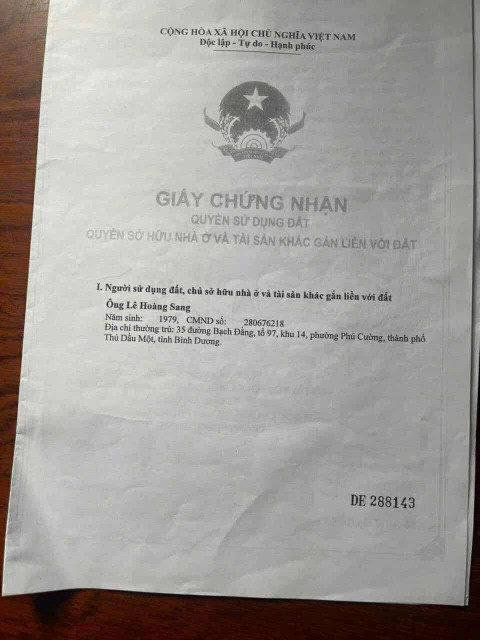 CỘNG HÒA XÃ HỘI CHỦ NGHĨA VIỆT NAM
Độc lập - Tự do - Hạnh phúc
GIẤY CHỨNG NHẬN
QUYỀN SỬ DỤNG ĐẤT
QUYỀN SỞ HỮU NHÀ Ở VÀ TÀI SẢN KHÁC GẮN LIỀN VỚI ĐẤT
I. Người sử dụng đất, chủ sở hữu nhà ở và tài sản khác gắn liền với đất
Ông Lê Hoàng Sang
Năm sinh: 1979, CMND số: 280676218
Địa chỉ thường trú: 35 đường Bạch Đằng, tổ 97, khu 14, phường Phú Cường, thành phố
Thủ Dầu Một, tỉnh Bình Dương.
DE 288143